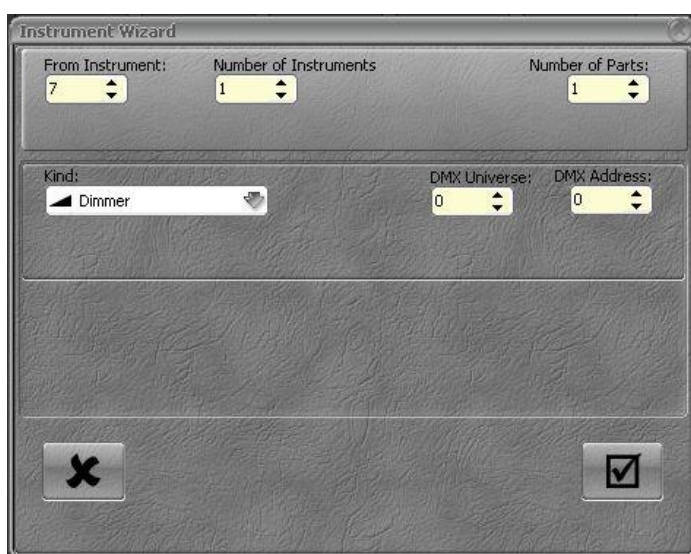 Instrument Wizard
From Instrument: Number of Instruments Number of Parts:
7 1 1
Kind: DMX Universe: DMX Address:
Dimmer 0 0